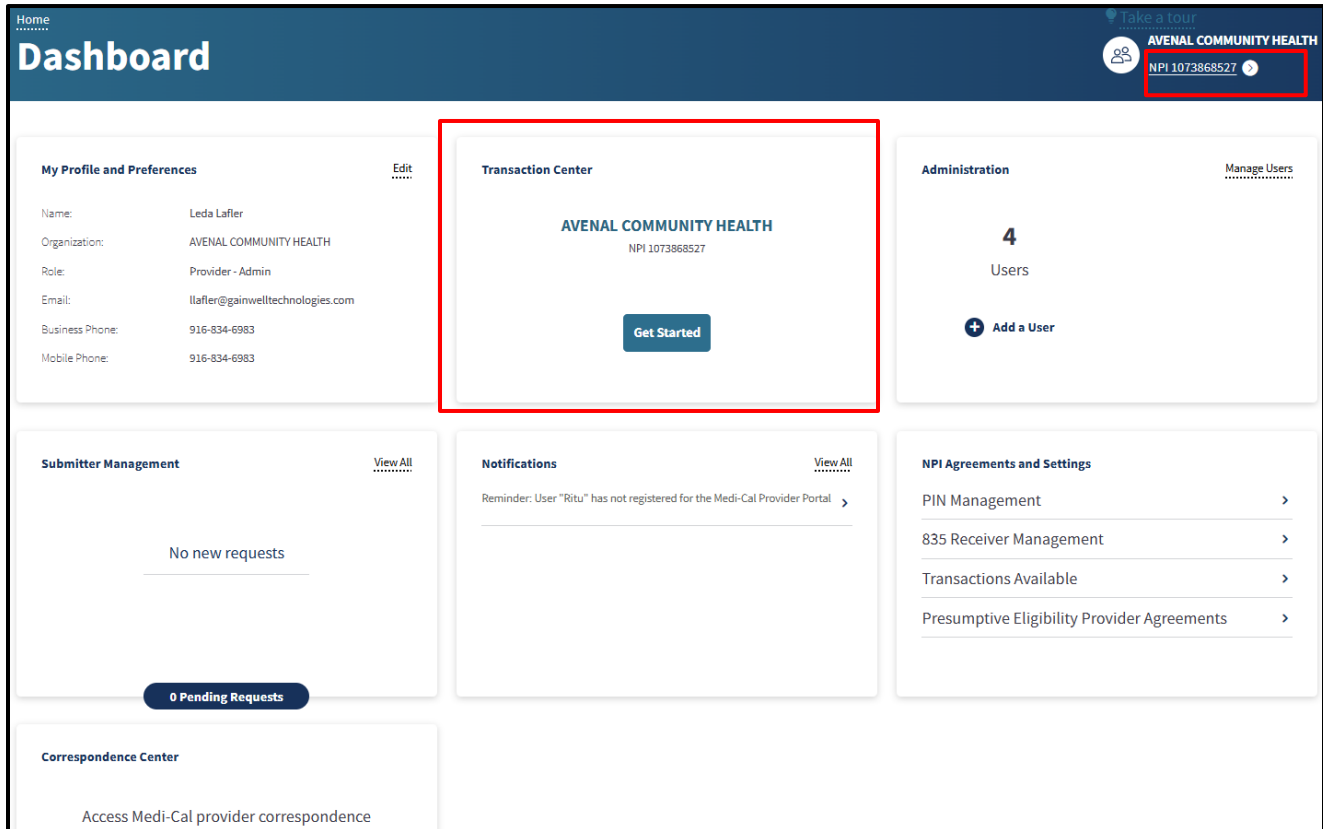 Home
Take a tour
Dashboard
AVENAL COMMUNITY HEALTH
NPI 1073868527
My Profile and Preferences
Edit
Name: Leda Lafler
Organization: AVENAL COMMUNITY HEALTH
Role: Provider - Admin
Email: llafler@gainwelltechnologies.com
Business Phone: 916-834-6983
Mobile Phone: 916-834-6983
Transaction Center
AVENAL COMMUNITY HEALTH
NPI 1073868527
Get Started
Administration
Manage Users
4
Users
Add a User
Submitter Management
View All
No new requests
0 Pending Requests
Notifications
View All
Reminder: User "Ritu" has not registered for the Medi-Cal Provider Portal
NPI Agreements and Settings
PIN Management
835 Receiver Management
Transactions Available
Presumptive Eligibility Provider Agreements
Correspondence Center
Access Medi-Cal provider correspondence